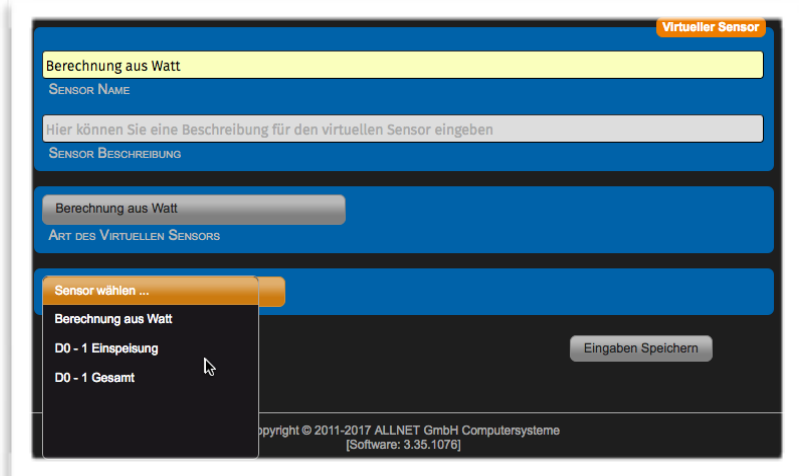 Virtueller Sensor
Berechnung aus Watt
Sensor Name
Hier können Sie eine Beschreibung für den virtuellen Sensor eingeben
Sensor Beschreibung
Berechnung aus Watt
Art des Virtuellen Sensors
Sensor wählen ...
Berechnung aus Watt
D0 - 1 Einspeisung
D0 - 1 Gesamt
Eingaben Speichern
opyright © 2011-2017 ALLNET GmbH Computersysteme
[Software: 3.35.1076]